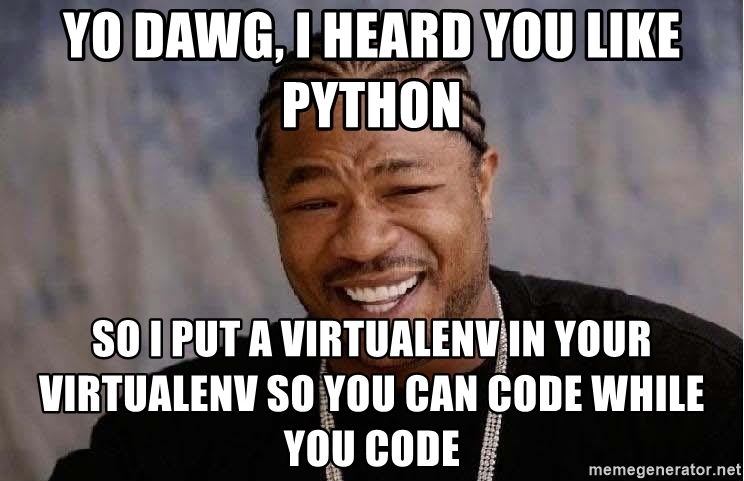 YO DAWG, I HEARD YOU LIKE
PYTHON
SO I PUT A VIRTUALENV IN YOUR
VIRTUALENV SO YOU CAN CODE WHILE
YOU CODE
memegenerator.net